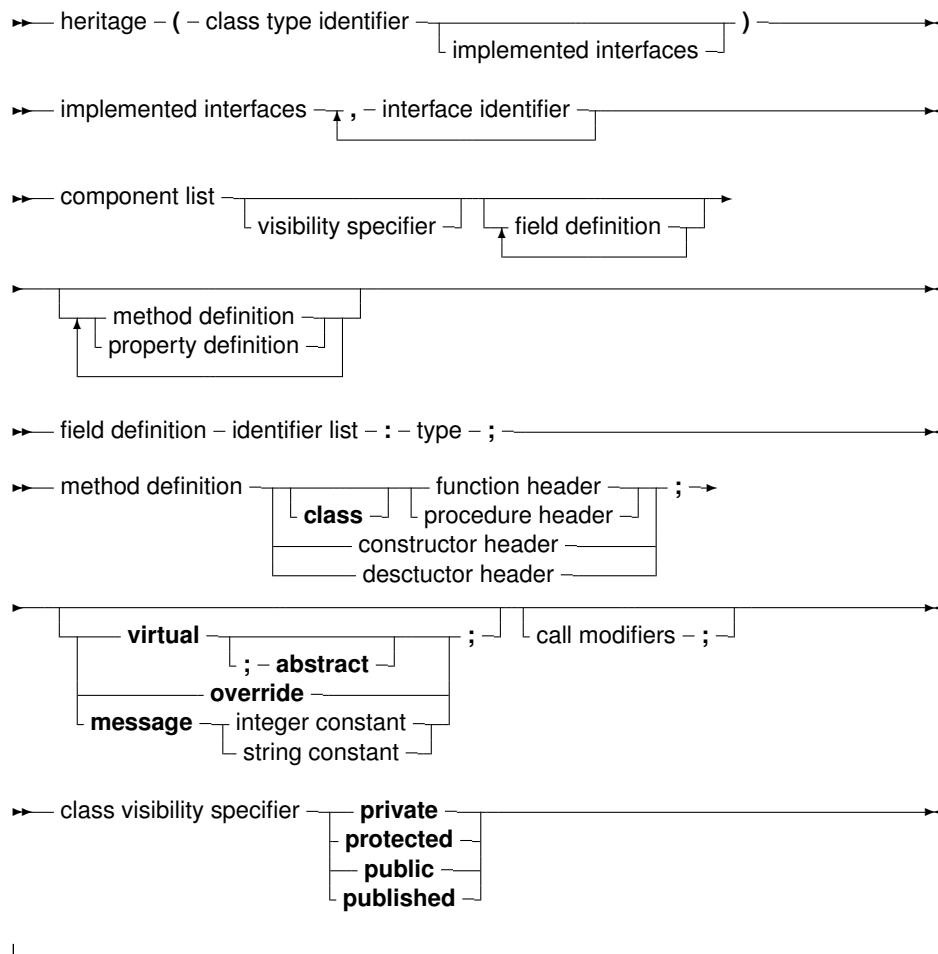 heritage ( class type identifier )
implemented interfaces
implemented interfaces , interface identifier
component list
visibility specifier field definition
method definition
property definition
field definition identifier list : type ;
method definition function header ;
class procedure header
constructor header
desctuctor header
virtual ; call modifiers ;
; abstract
override
message integer constant
string constant
class visibility specifier private
protected
public
published